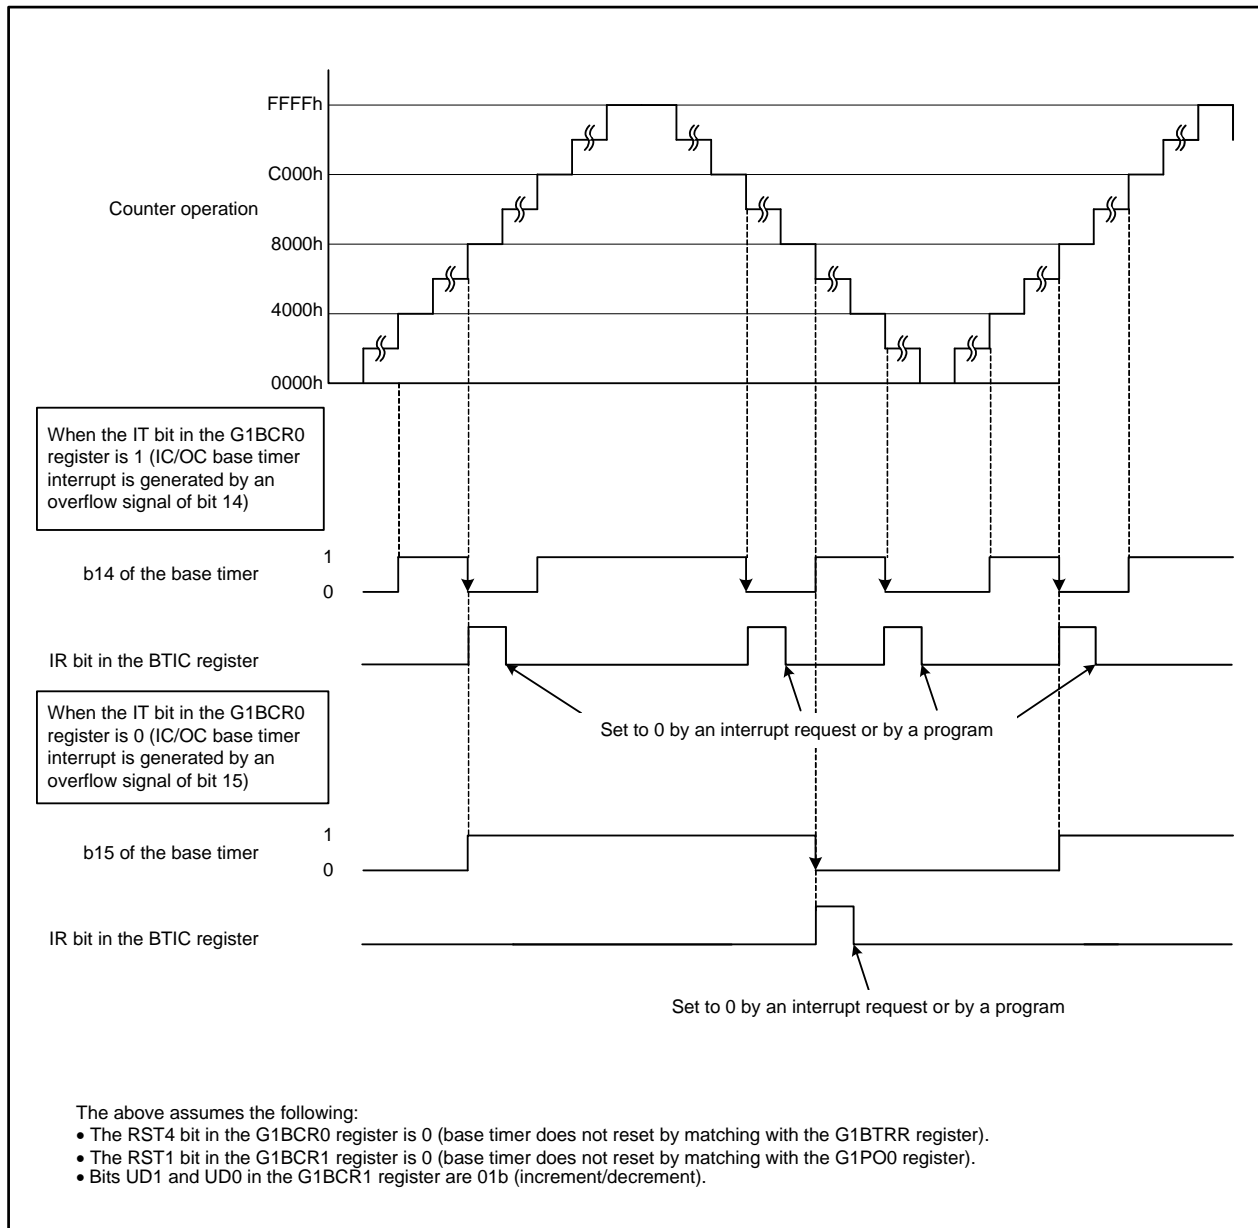 FFFFh
C000h
Counter operation
8000h
4000h
0000h
When the IT bit in the G1BCR0
register is 1 (IC/OC base timer
interrupt is generated by an
overflow signal of bit 14)
1
b14 of the base timer
0
IR bit in the BTIC register
When the IT bit in the G1BCR0
register is 0 (IC/OC base timer
interrupt is generated by an
overflow signal of bit 15)
Set to 0 by an interrupt request or by a program
1
b15 of the base timer
0
IR bit in the BTIC register
Set to 0 by an interrupt request or by a program
The above assumes the following:
• The RST4 bit in the G1BCR0 register is 0 (base timer does not reset by matching with the G1BTRR register).
• The RST1 bit in the G1BCR1 register is 0 (base timer does not reset by matching with the G1PO0 register).
• Bits UD1 and UD0 in the G1BCR1 register are 01b (increment/decrement).